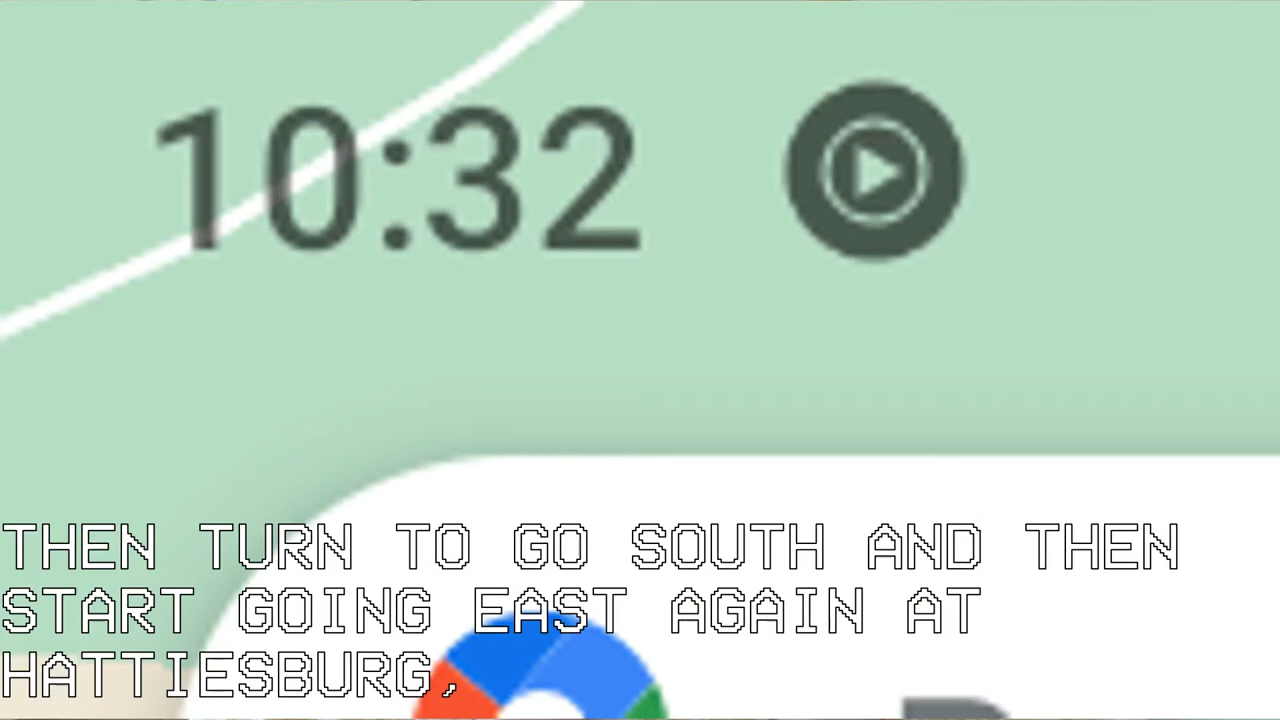 10:32
THEN TURN TO GO SOUTH AND THEN
START GOING EAST AGAIN AT
HATTIESBURG,